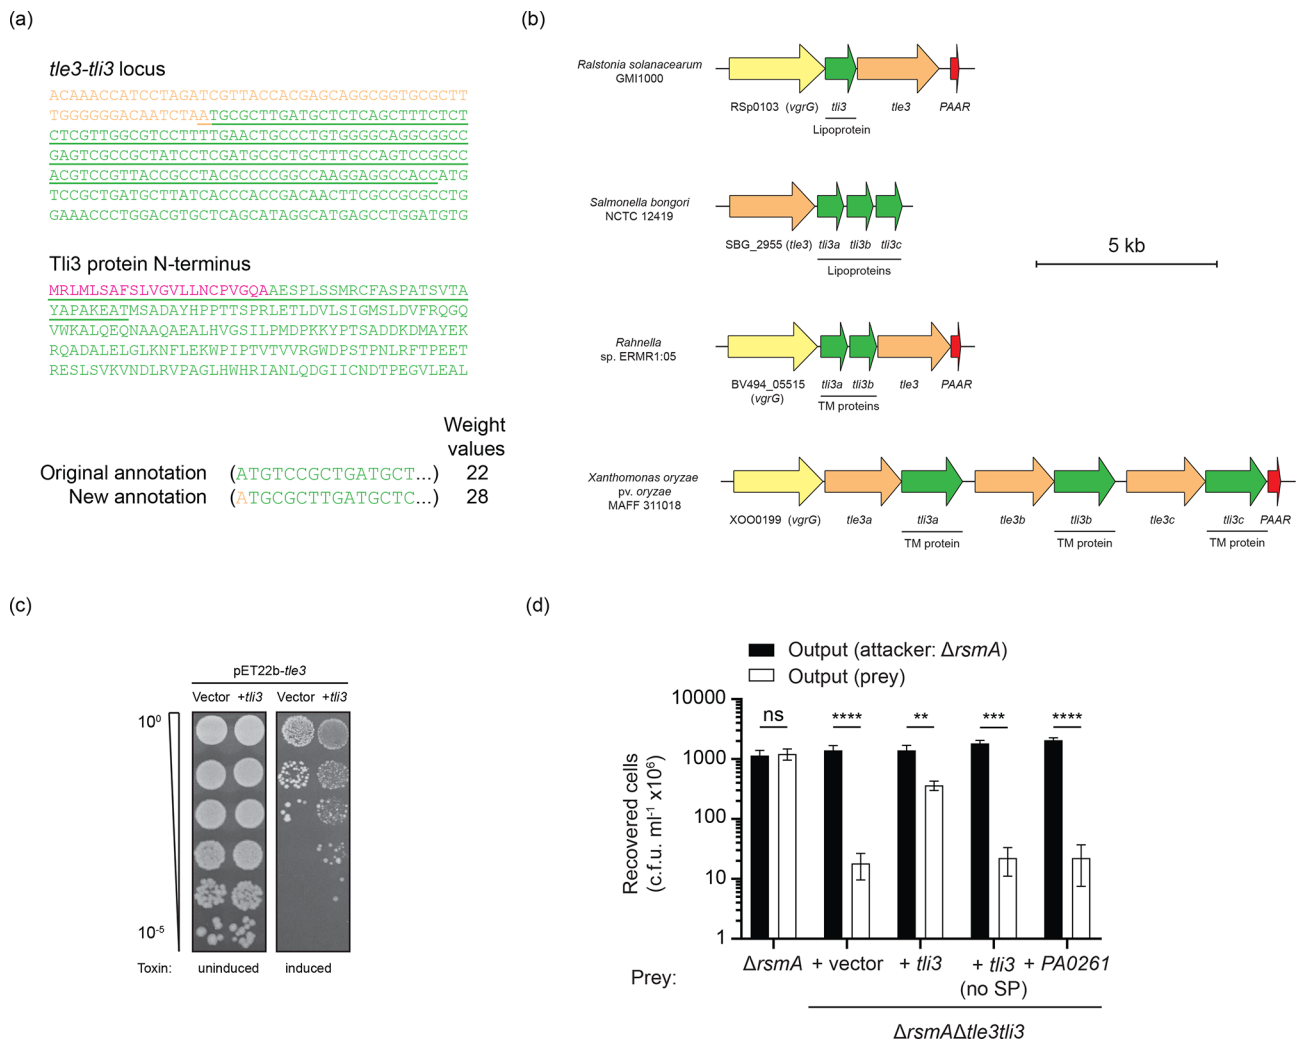 (a)
tle3-tli3 locus
ACAAACCATCCTAGATCGTTACCACGAGCAGGCGGTGCGCTT
TGGGGGGACAATCTAATGCGCTTGATGCTCTCAGCTTTCTCT
CTCGTTGGCGTCCTTTTGAACTGCCCTGTGGGGCAGGCGGCC
GAGTCGCCGCTATCCTCGATGCGCTGCTTTGCCAGTCCGGCC
ACGTCCGTTACCGCCTACGCCCCGGCCAAGGAGGCCACCATG
TCCGCTGATGCTTATCACCCACCGACAACTTCGCCGCGCCTG
GAAACCCTGGACGTGCTCAGCATAGGCATGAGCCTGGATGTG
Tli3 protein N-terminus
MRLMLSAFSLVGVLLNCPVGQAAESPLSSMRCFASPATSVTA
YAPAKEATMSADAYHPPTTSPRLETLDVLSIGMSLDVFRQGQ
VWKALQEQNAAQAEALHVGSILPMDPKKYPTSADDKDMAYEK
RQADALELGLKNFLEKWPIPTVTVVRGWDPSTPNLRFTPEET
RESLSVKVNDLRVPAGLHWHRIANLQDGIICNDTPEGVLEAL
Weight
values
Original annotation (ATGTCCGCTGATGCT...) 22
New annotation (ATGCGCTTGATGCTC...) 28
(b)
Ralstonia solanacearum
GMI1000
RSp0103 (vgrG) tli3 tle3 PAAR
Lipoprotein
Salmonella bongori
NCTC 12419
SBG_2955 (tle3) tli3a tli3b tli3c
Lipoproteins
5 kb
Rahnella
sp. ERMR1:05
BV494_05515 tli3a tli3b tle3 PAAR
(vgrG)
TM proteins
Xanthomonas oryzae
pv. oryzae
MAFF 311018
XOO0199 (vgrG) tle3a tli3a tle3b tli3b tle3c tli3c PAAR
TM protein TM protein TM protein
(c)
pET22b-tle3
Vector +tli3 Vector +tli3
10⁰
10⁻⁵
Toxin: uninduced induced
(d)
Output (attacker: ΔrsmA)
Output (prey)
Recovered cells
(c.f.u. ml⁻¹ x10⁶)
10000
1000
100
10
1
ns **** ** *** ****
Prey: ΔrsmA + vector + tli3 + tli3 + PA0261
(no SP)
ΔrsmAΔtle3tli3